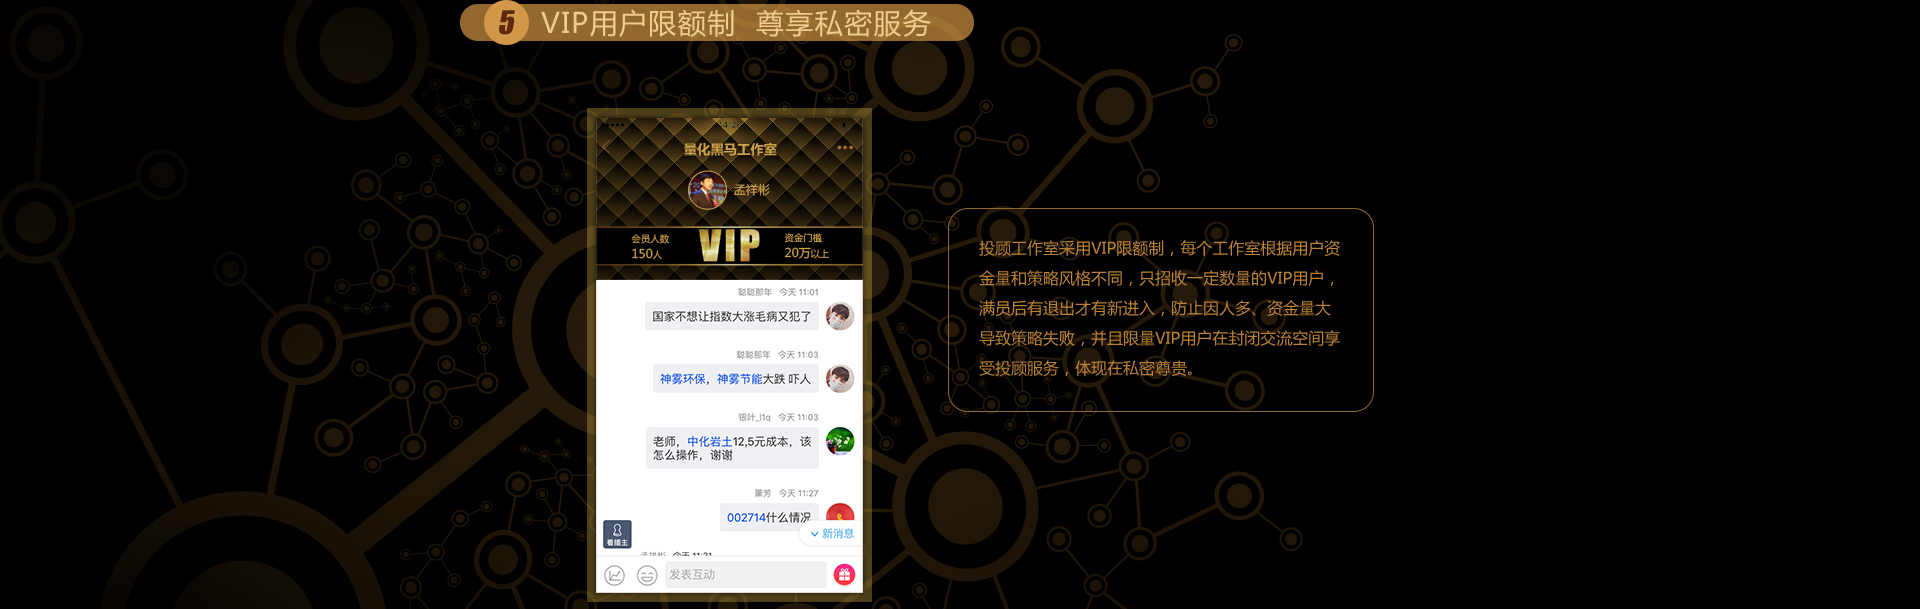 5 VIP用户限额制 尊享私密服务
量化黑马工作室
孟祥彬
会员人数
150人
VIP
资金门槛
20万以上
聪聪那年 今天 11:01
国家不想让指数大涨毛病又犯了
聪聪那年 今天 11:03
神雾环保，神雾节能大跌 吓人
银叶_l1q 今天 11:03
老师，中化岩土12,5元成本，该
怎么操作，谢谢
薰芳 今天 11:27
002714什么情况
新消息
看播主
孟祥彬 今天 11:31
发表互动
投顾工作室采用VIP限额制，每个工作室根据用户资
金量和策略风格不同，只招收一定数量的VIP用户，
满员后有退出才有新进入，防止因人多、资金量大
导致策略失败，并且限量VIP用户在封闭交流空间享
受投顾服务，体现在私密尊贵。